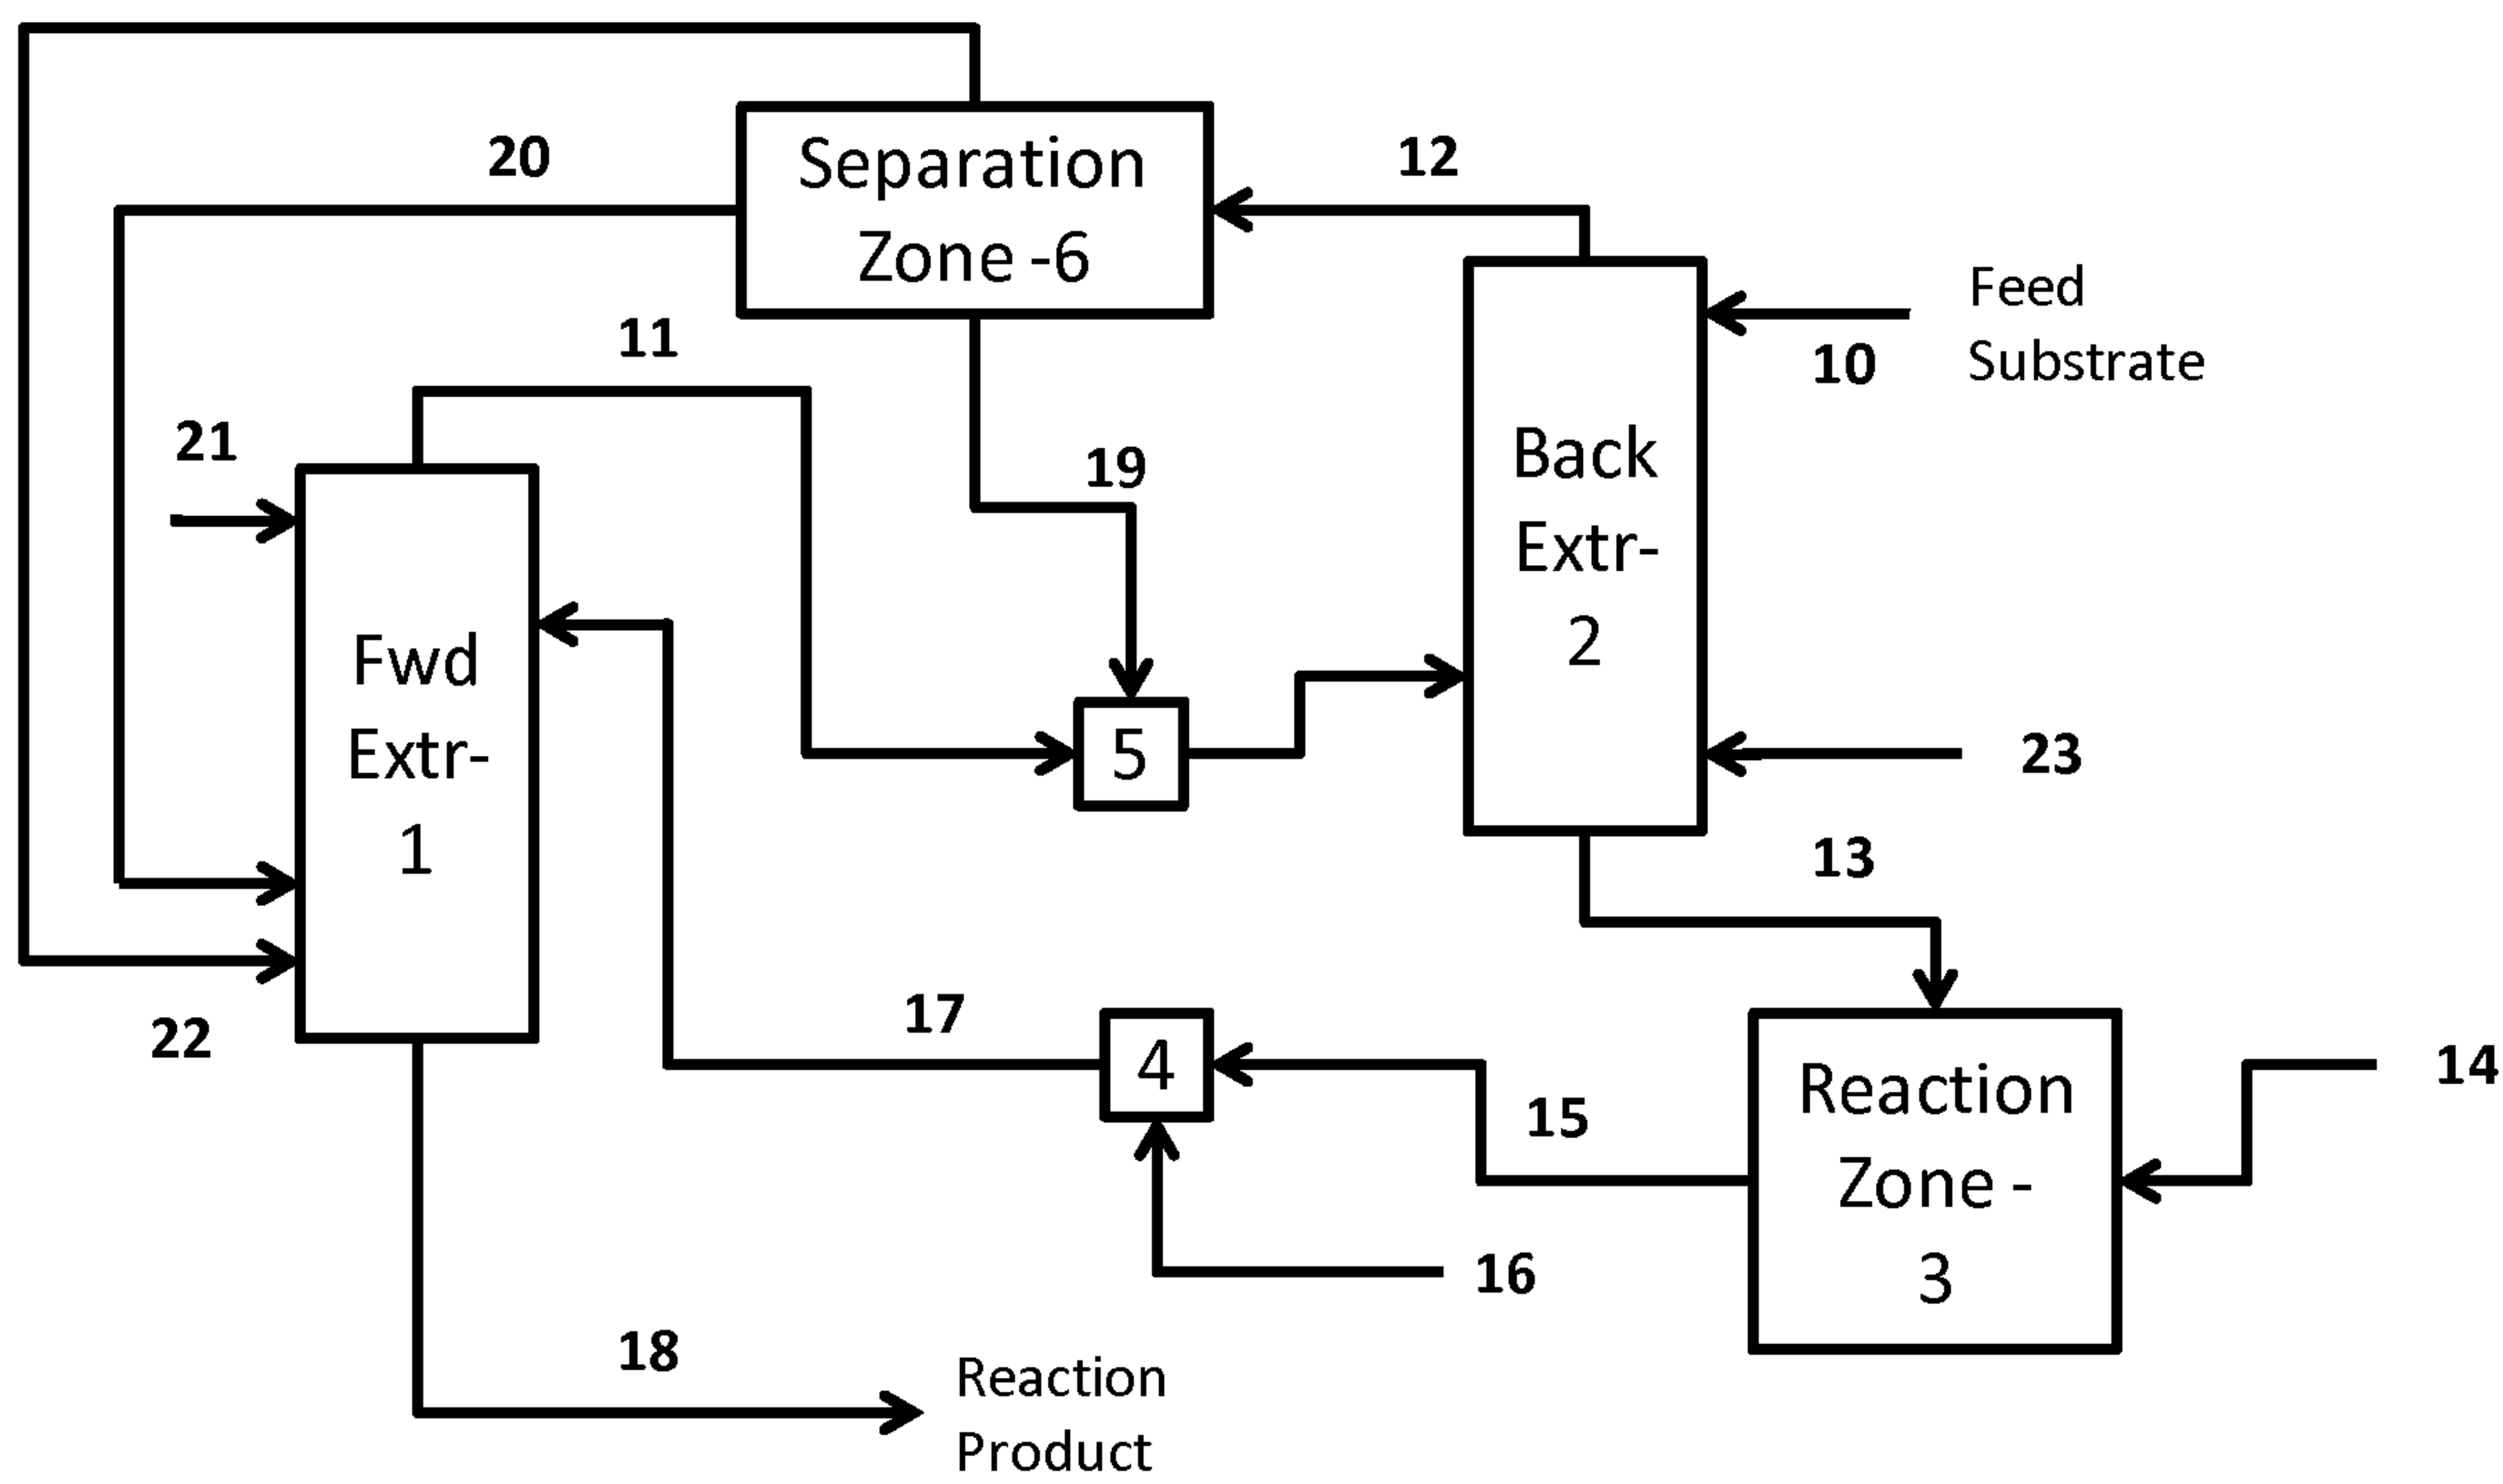 20
Separation
Zone -6
12
Feed
Substrate
10
11
21
19
Back
Extr-
2
Fwd
Extr-
1
5
23
13
22
17
4
15
16
Reaction
Zone -
3
14
18
Reaction
Product